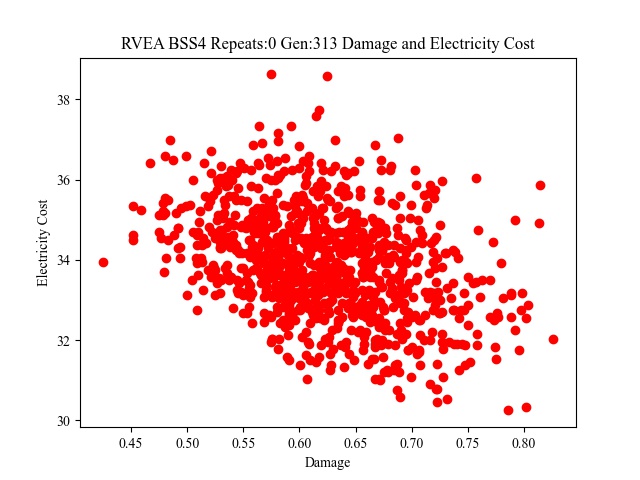 RVEA BSS4 Repeats:0 Gen:313 Damage and Electricity Cost
38
36
34
32
30
Electricity Cost
0.45 0.50 0.55 0.60 0.65 0.70 0.75 0.80
Damage